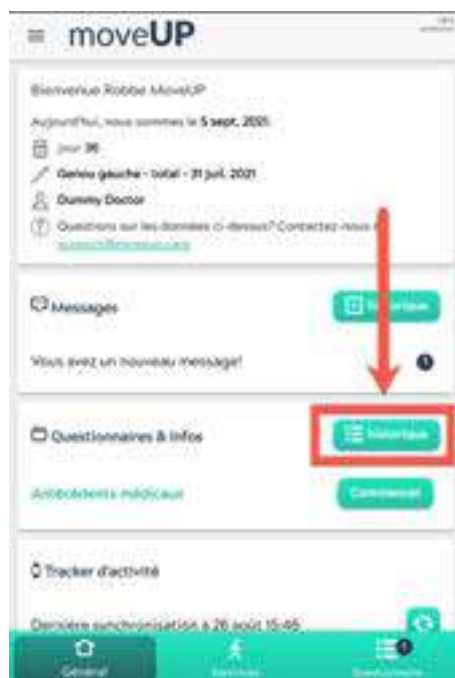 moveUP
Bienvenue Robbe MoveUP
Aujourd'hui, nous sommes le 5 sept. 2021
Jour 36
Genou gauche - total - 31 juil. 2021
Dummy Doctor
Questions sur les données ci-dessus? Contactez-nous
Messages
historique
Vous avez un nouveau message!
1
Questionnaires & Infos
historique
Antécédents médicaux
Commencer
Tracker d'activité
Dernière synchronisation à 26 août 15:46
Général
Exercices
Questionnaire
1